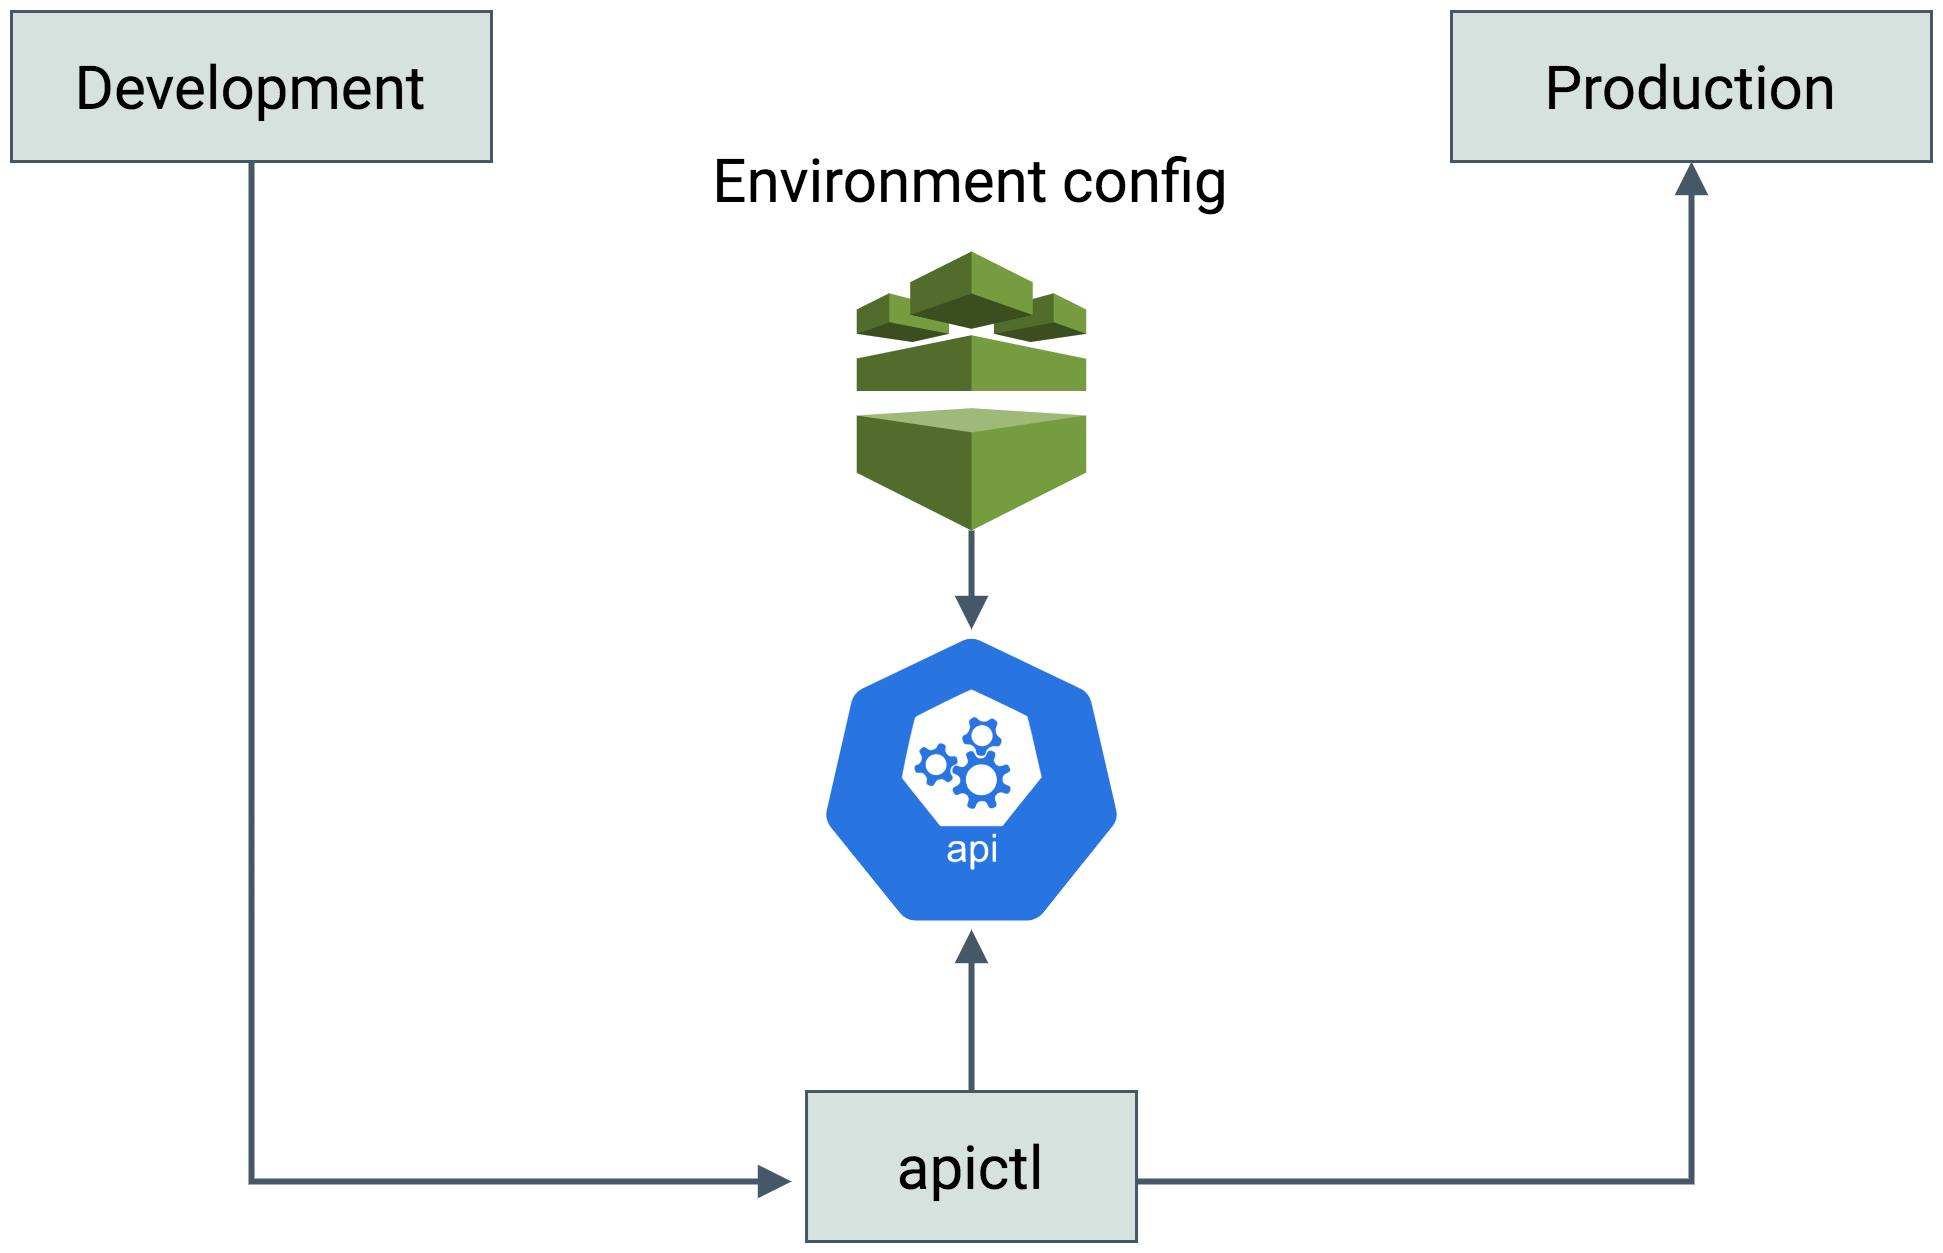 Development
Production
Environment config
api
apictl